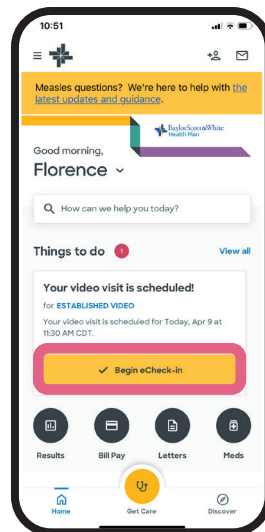 10:51
Measles questions? We're here to help with the
latest updates and guidance.
BaylorScott&White
Health Plan
Good morning,
Florence
How can we help you today?
Things to do 1 View all
Your video visit is scheduled!
for ESTABLISHED VIDEO
Your video visit is scheduled for Today, Apr 9 at
11:30 AM CDT.
Begin eCheck-in
Results Bill Pay Letters Meds
Home Get Care Discover